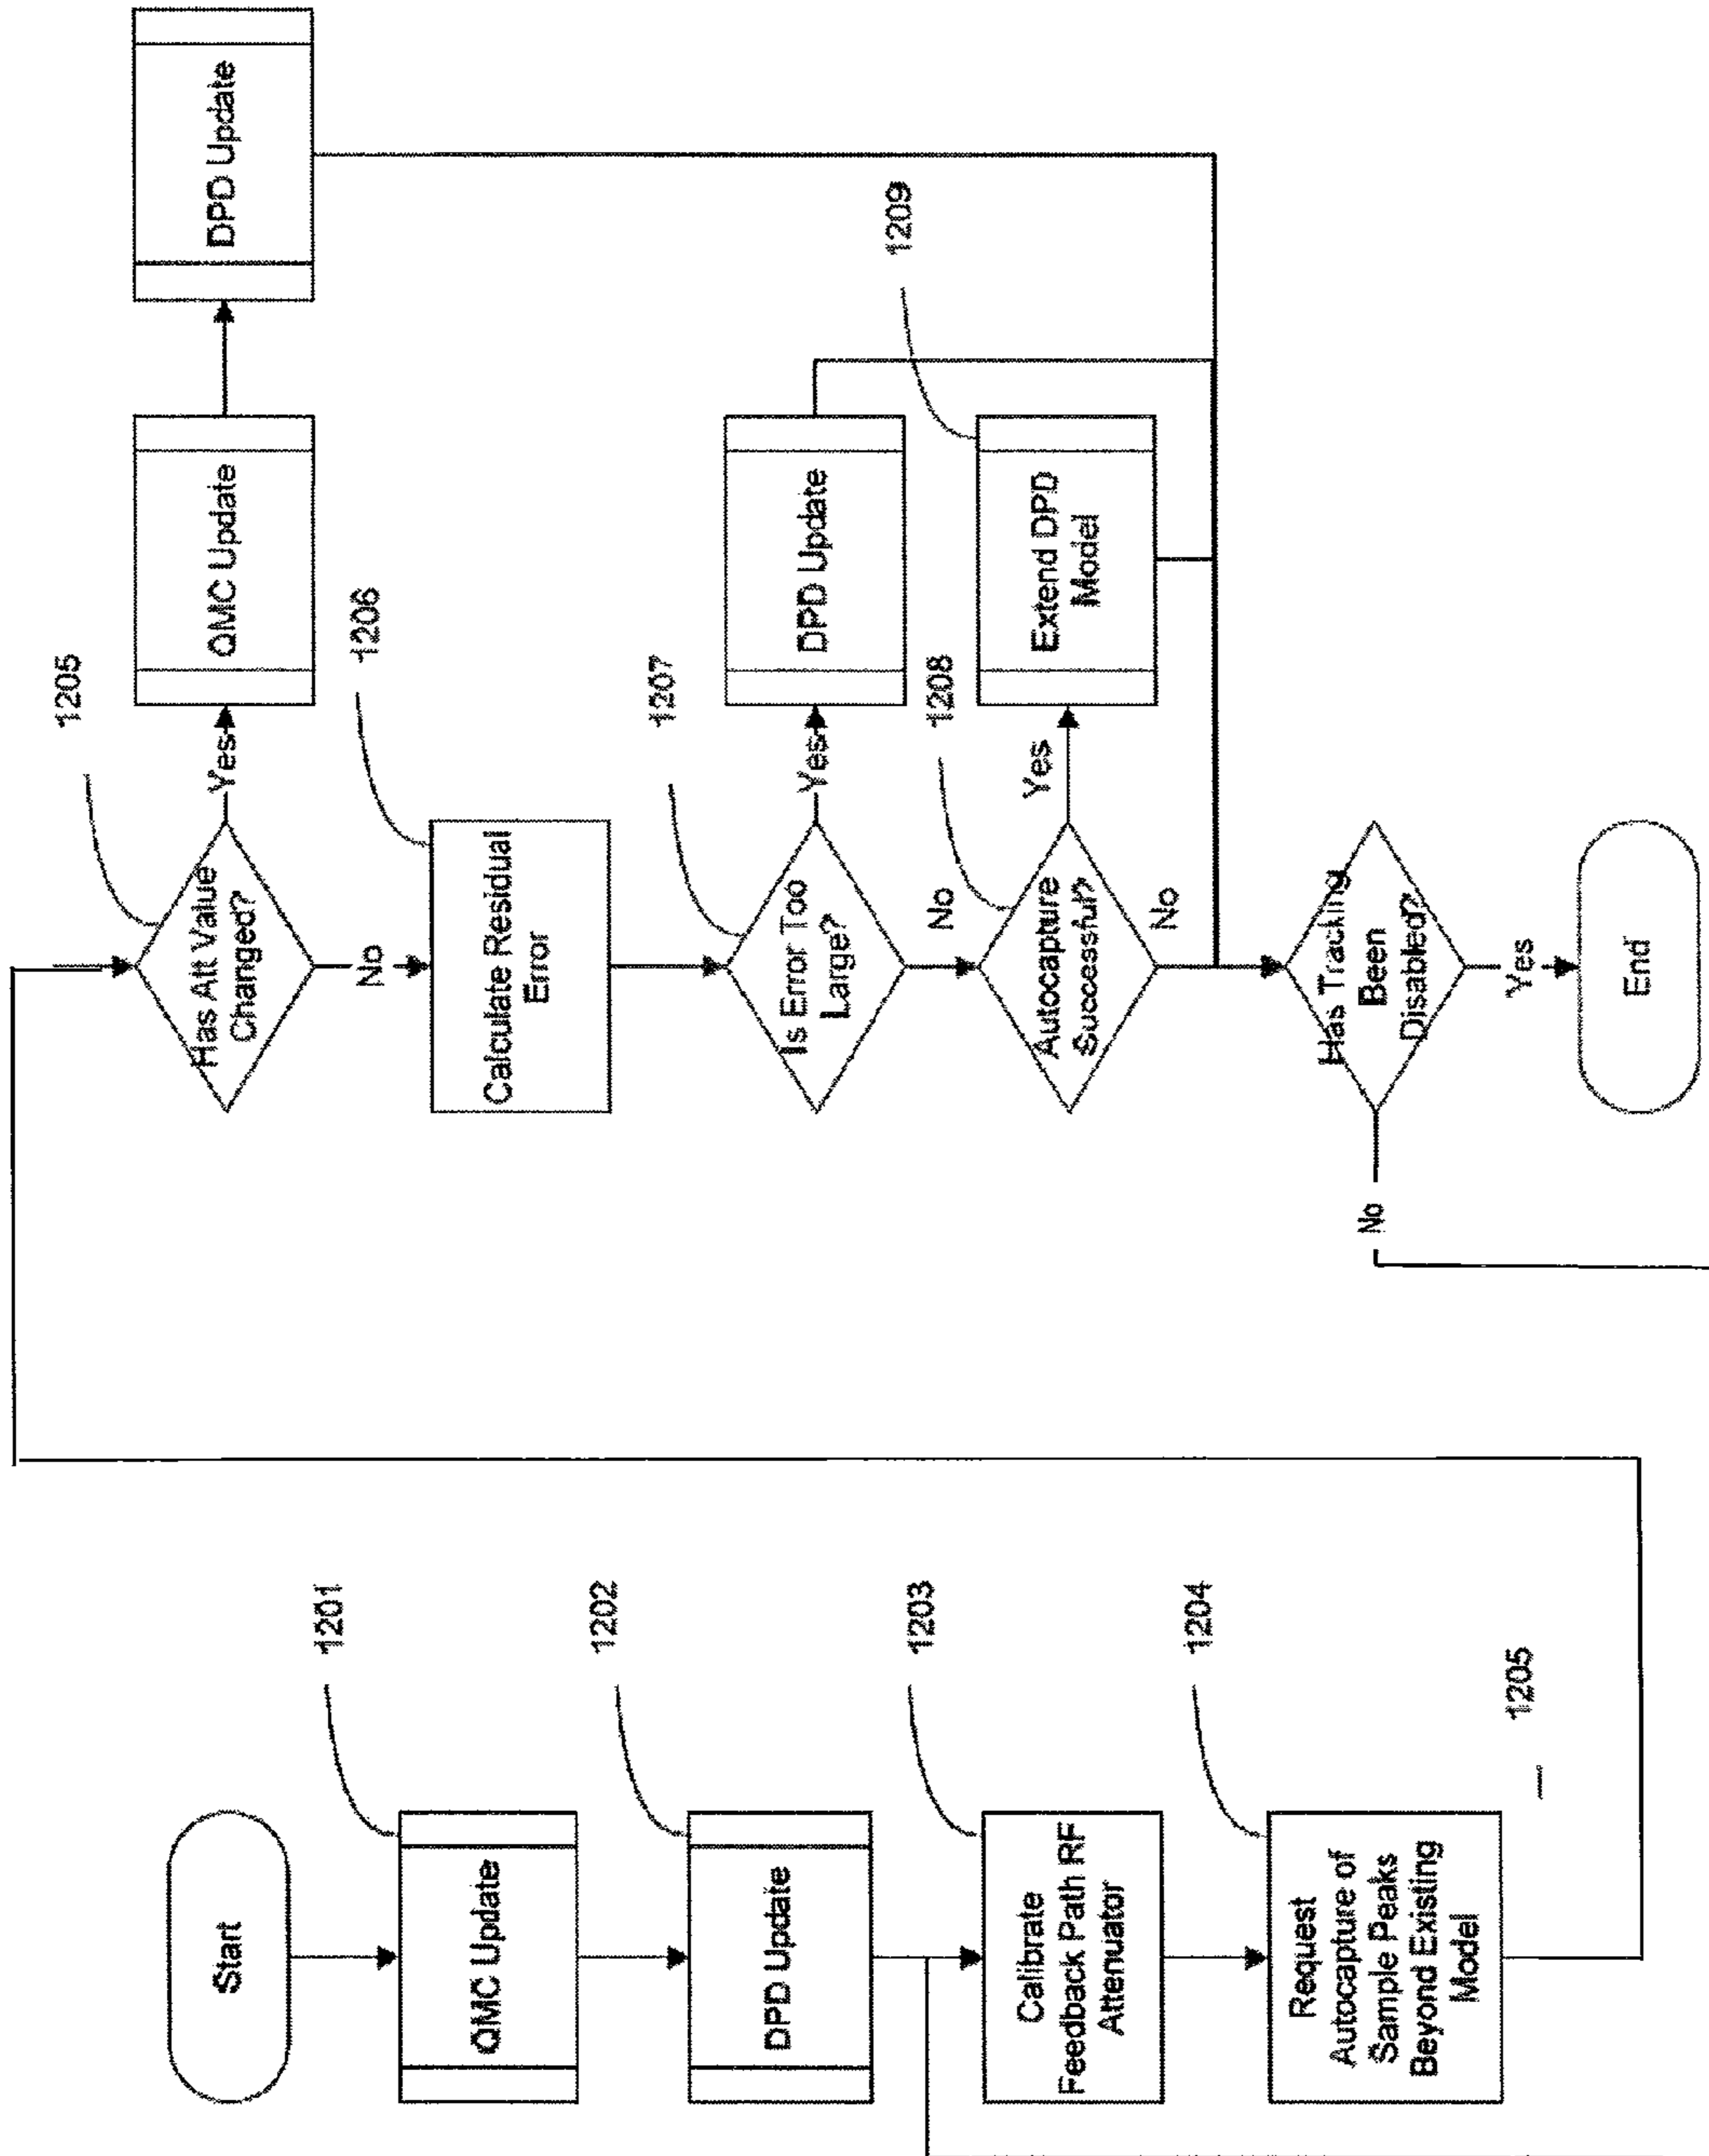 Start
1201
QMC Update
1202
DPD Update
1203
Calibrate
Feedback Path RF
Attenuator
1204
Request
Autocapture of
Sample Peaks
Beyond Existing
Model
1205
1205
Has Att Value
Changed?
Yes
QMC Update
DPD Update
No
1206
Calculate Residual
Error
1207
Is Error Too
Large?
Yes
DPD Update
No
1208
Autocapture
Successful?
Yes
1209
Extend DPD
Model
No
Has Tracking
Been
Disabled?
No
Yes
End